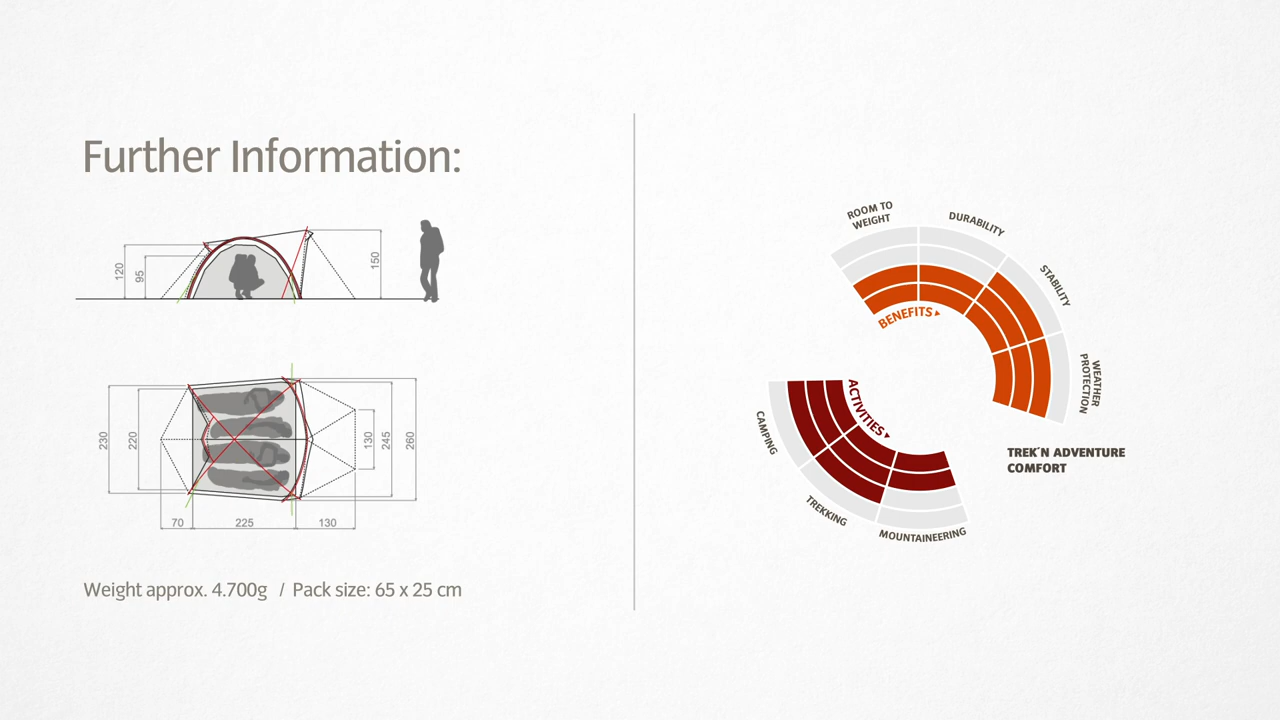 Further Information:
120
95
150
230
220
130
245
260
70
225
130
Weight approx. 4.700g / Pack size: 65 x 25 cm
ROOM TO
WEIGHT
DURABILITY
STABILITY
WEATHER
PROTECTION
BENEFITS
ACTIVITIES
CAMPING
TREKKING
MOUNTAINEERING
TREK´N ADVENTURE
COMFORT